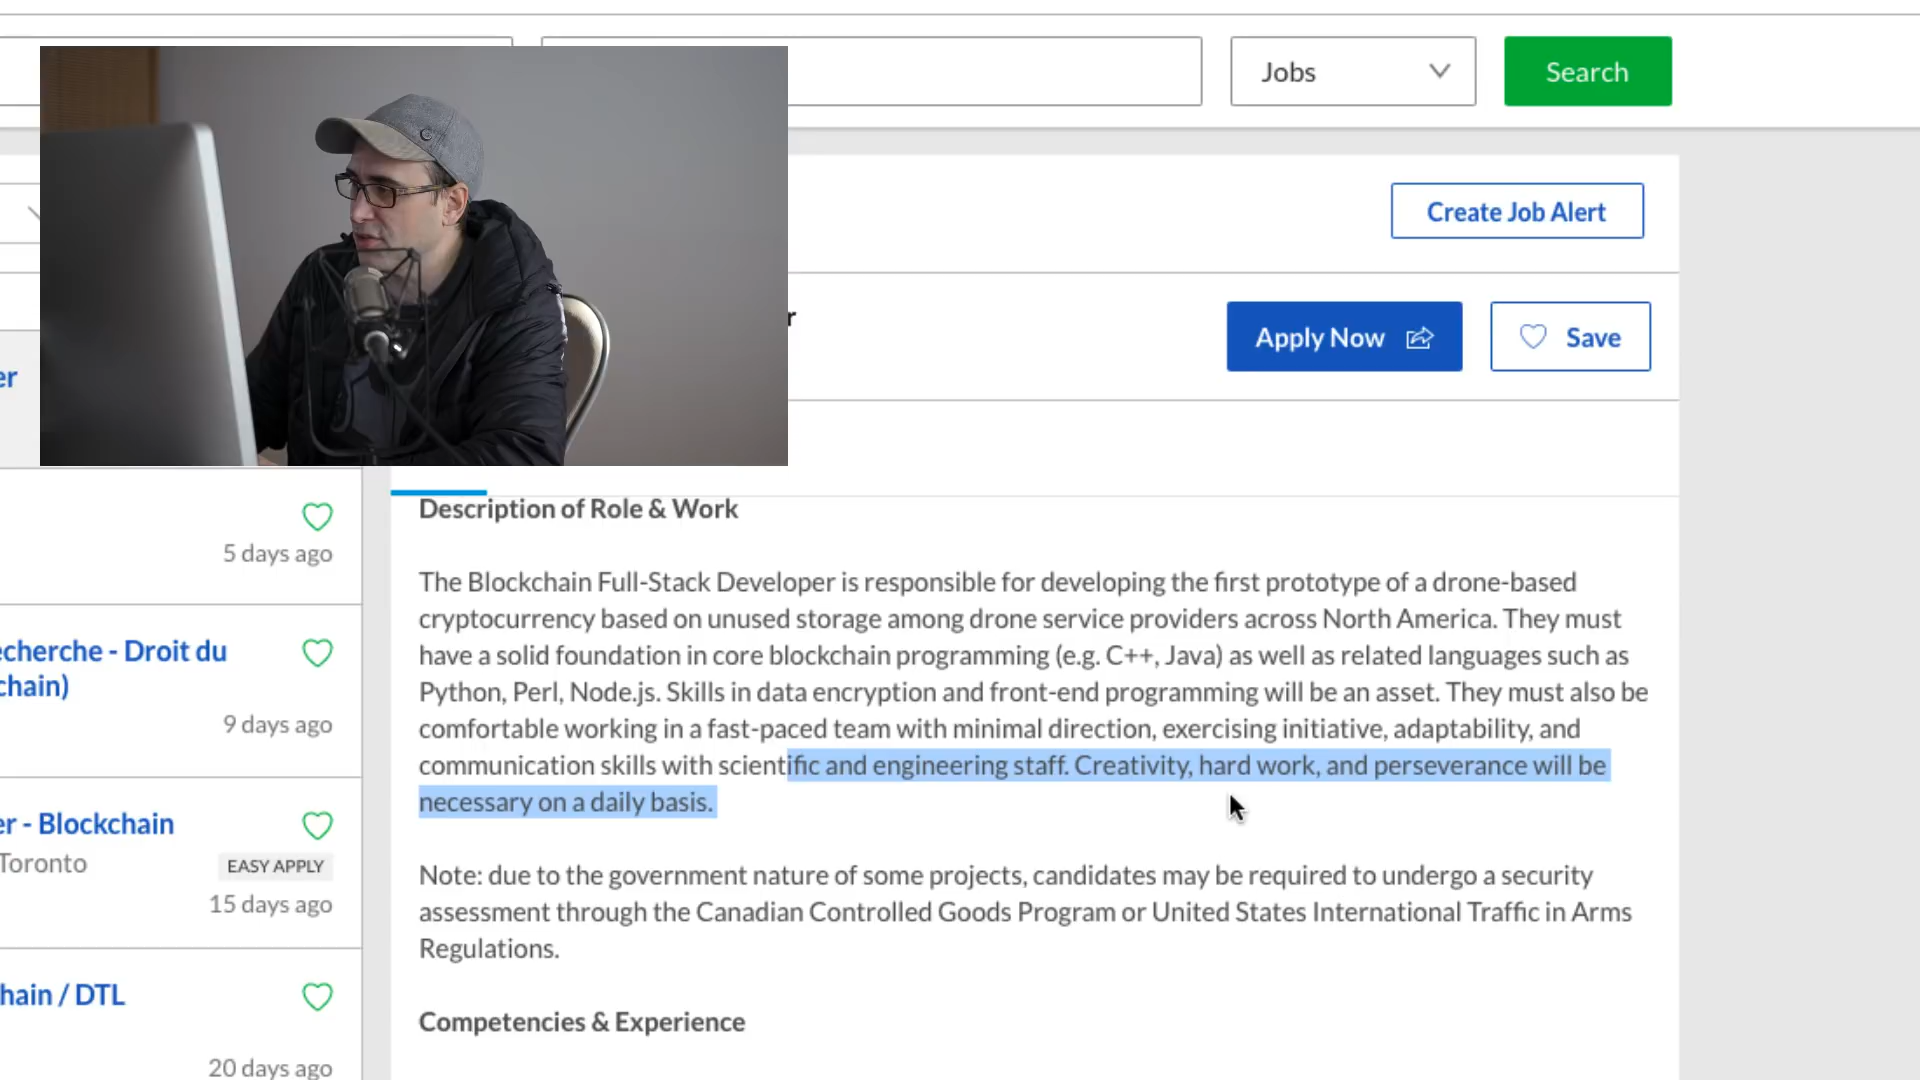 Jobs
Search
Create Job Alert
r
Apply Now
Save
er
5 days ago
echerche - Droit du
chain)
9 days ago
er - Blockchain
Toronto
EASY APPLY
15 days ago
hain / DTL
20 days ago
Description of Role & Work
The Blockchain Full-Stack Developer is responsible for developing the first prototype of a drone-based
cryptocurrency based on unused storage among drone service providers across North America. They must
have a solid foundation in core blockchain programming (e.g. C++, Java) as well as related languages such as
Python, Perl, Node.js. Skills in data encryption and front-end programming will be an asset. They must also be
comfortable working in a fast-paced team with minimal direction, exercising initiative, adaptability, and
communication skills with scientific and engineering staff. Creativity, hard work, and perseverance will be
necessary on a daily basis.
Note: due to the government nature of some projects, candidates may be required to undergo a security
assessment through the Canadian Controlled Goods Program or United States International Traffic in Arms
Regulations.
Competencies & Experience